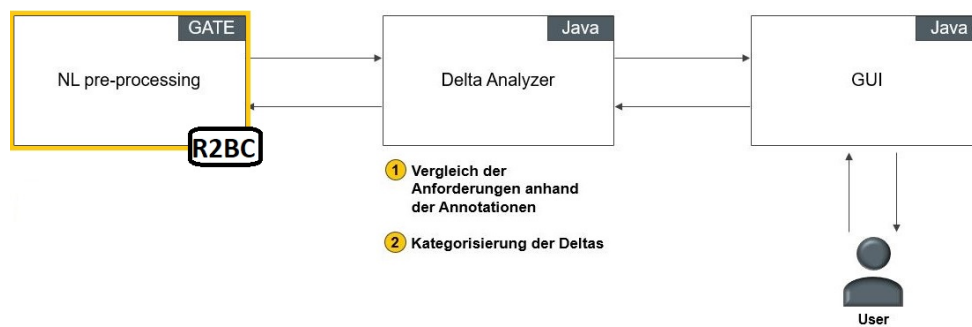 GATE
NL pre-processing
R2BC
Java
Delta Analyzer
1 Vergleich der
Anforderungen anhand
der Annotationen
2 Kategorisierung der Deltas
Java
GUI
User